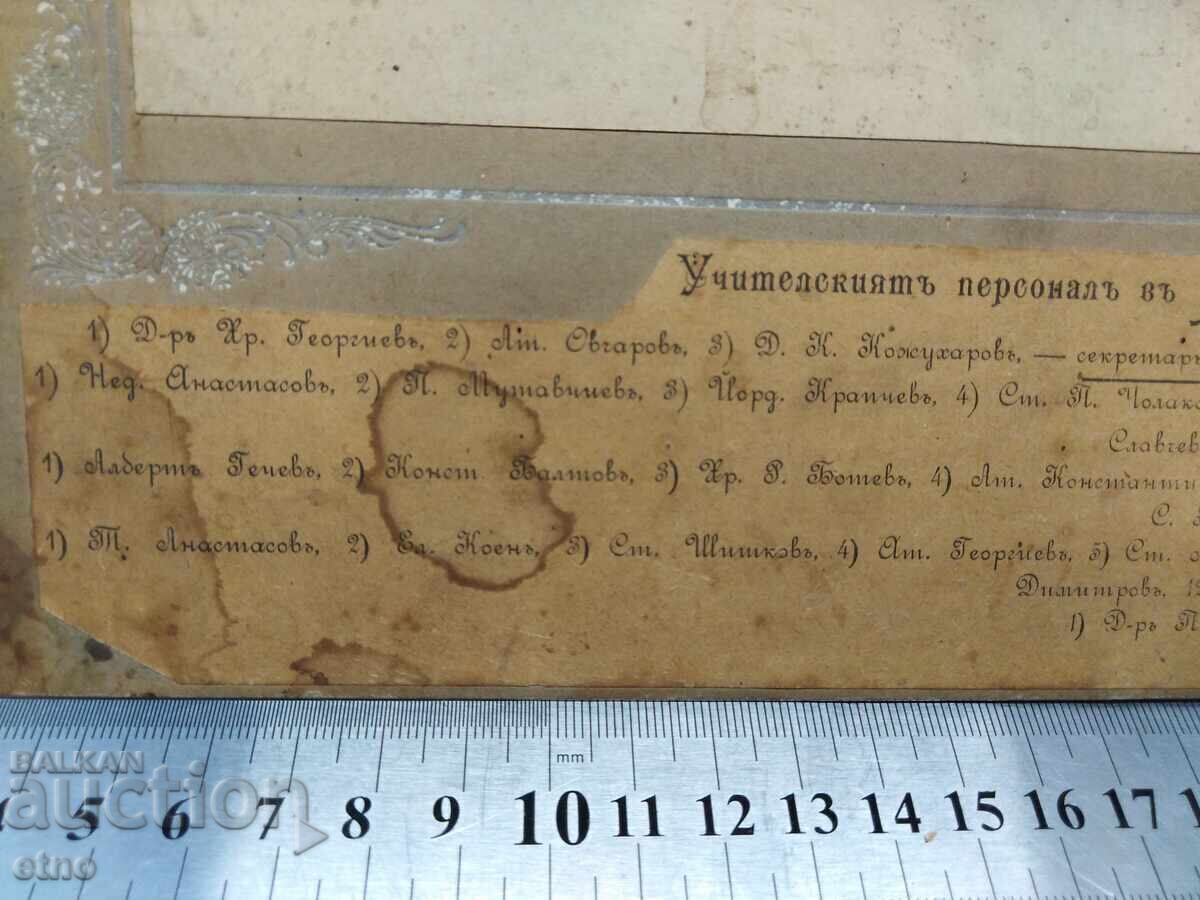 Учителскиятъ персоналъ въ
1) Д-ръ Хр. Георгиевъ, 2) Ат. Овчаровъ, 3) Д. К. Кожухаровъ, — секретарь
1) Нед. Анастасовъ, 2) П. Мутавчиевъ, 3) Йорд. Крапчевъ, 4) Ст. П. Чолако
Славчев
1) Албертъ Гечевъ, 2) Конст. Балтовъ, 3) Хр. Р. Ботевъ, 4) Ат. Константи
С.
1) Т. Анастасовъ, 2) Ел. Коенъ, 3) Ст. Шишковъ, 4) Ат. Георгиевъ, 5) Ст.
Димитровъ,
1) Д-ръ П
mm
5 6 7 8 9 10 11 12 13 14 15 16 17
BALKAN
auction
etno